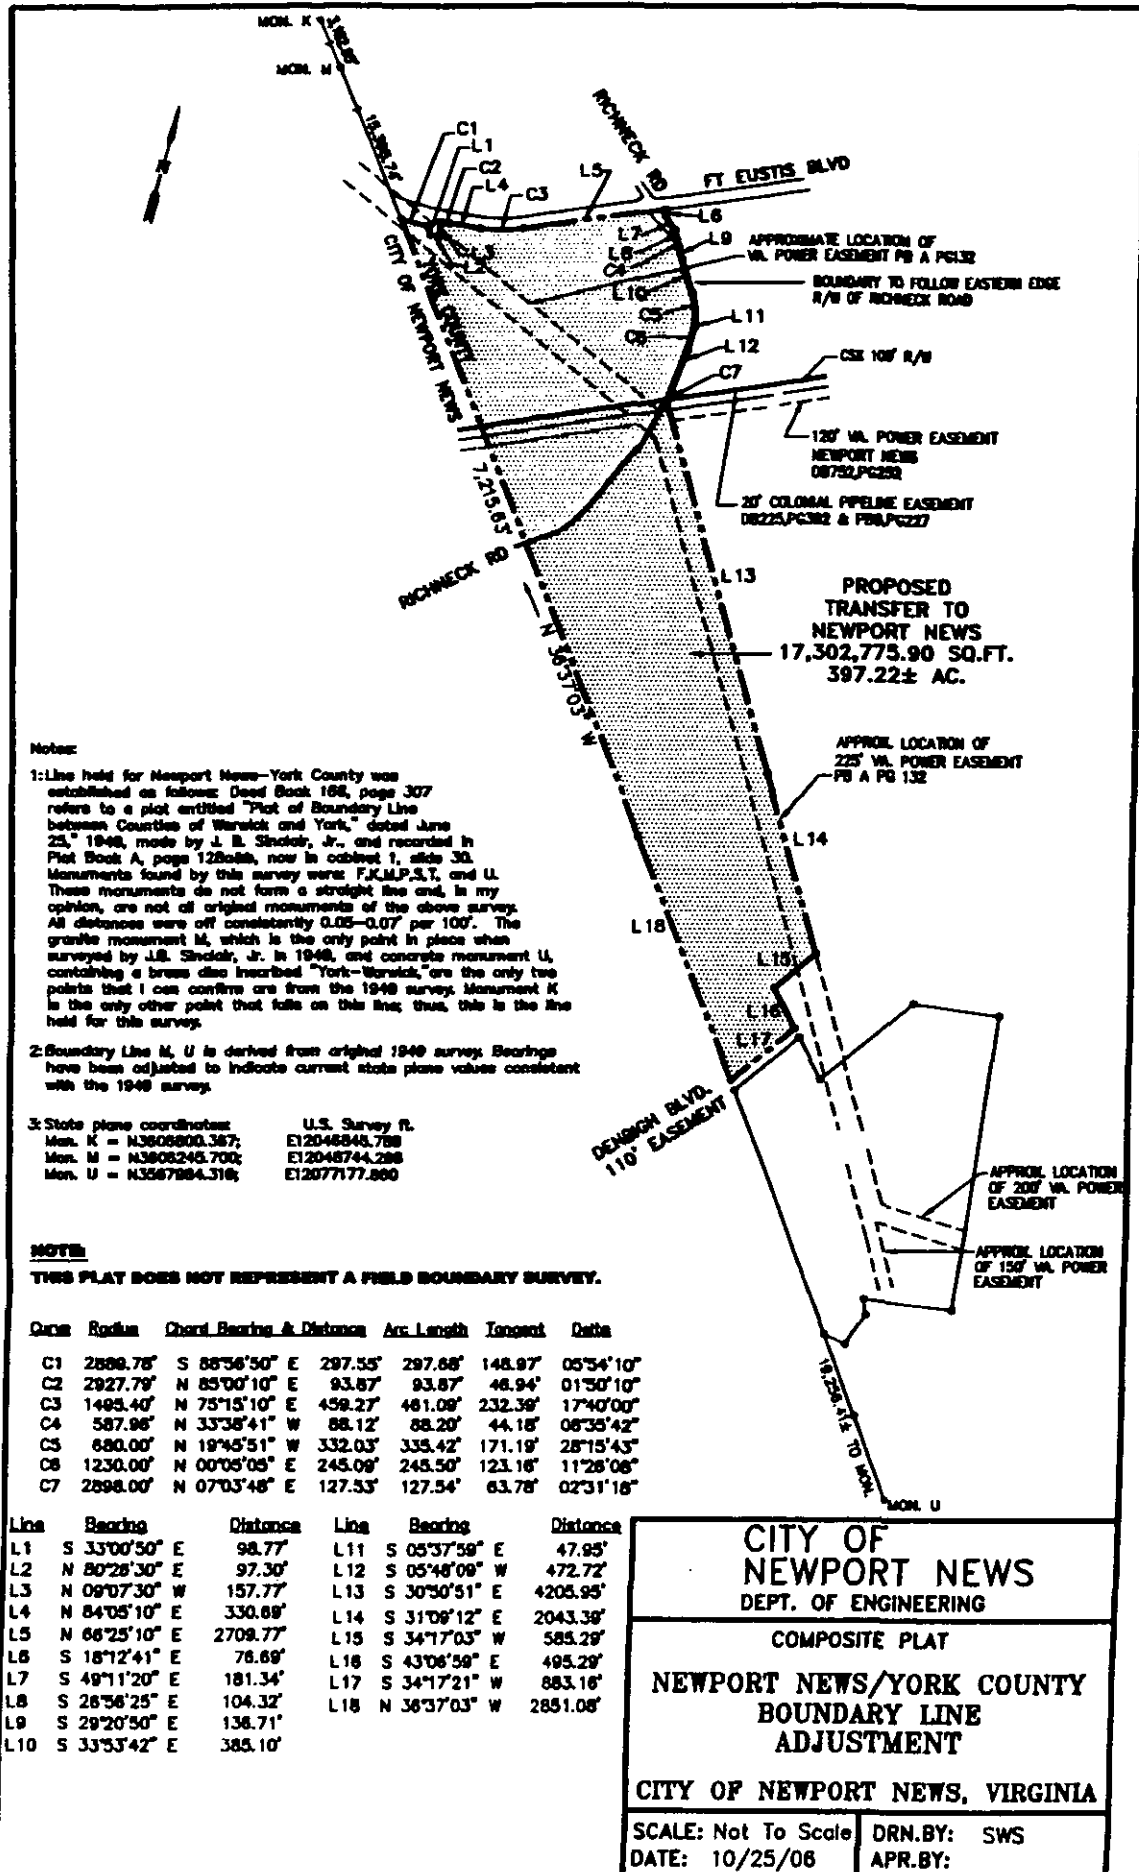 MON. K
MON. M
15,398.74'
RICHNECK RD
FT EUSTIS BLVD
C1
L1
C2
L4
C3
L5
L6
L7
L8
L9
C4
L10
C5
C6
L11
L12
C7
L3
L2
YORK COUNTY
CITY OF NEWPORT NEWS
APPROXIMATE LOCATION OF
VA. POWER EASEMENT PB A PG132
BOUNDARY TO FOLLOW EASTERN EDGE
R/W OF RICHNECK ROAD
CSX 100' R/W
120' VA. POWER EASEMENT
NEWPORT NEWS
DB752,PG252
20' COLONIAL PIPELINE EASEMENT
DB225,PG382 & PB8,PG227
7,215.63'
RICHNECK RD
N 36°37'03" W
L13
PROPOSED
TRANSFER TO
NEWPORT NEWS
17,302,775.90 SQ.FT.
397.22± AC.
APPROX. LOCATION OF
225' VA. POWER EASEMENT
PB A PG 132
L14
L18
L15
L16
L17
DENBIGH BLVD.
110' EASEMENT
APPROX. LOCATION
OF 200' VA. POWER
EASEMENT
APPROX. LOCATION
OF 150' VA. POWER
EASEMENT
TO MON.
MON. U
Notes:
1: Line held for Newport News-York County was
established as follows: Deed Book 168, page 307
refers to a plat entitled "Plat of Boundary Line
between Counties of Warwick and York," dated June
25," 1948, made by J. B. Sinclair, Jr., and recorded in
Plat Book A, page now in cabinet 1, slide 30.
Monuments found by this survey were: F,K,M,P,S,T, and U.
These monuments do not form a straight line and, in my
opinion, are not all original monuments of the above survey.
All distances were off consistently 0.05-0.07' per 100'. The
granite monument M, which is the only point in place when
surveyed by J.B. Sinclair, Jr. in 1948, and concrete monument U,
containing a brass disc inscribed "York-Warwick," are the only two
points that I can confirm are from the 1948 survey. Monument K
is the only other point that falls on this line; thus, this is the line
held for this survey.
2: Boundary Line M, U is derived from original 1948 survey. Bearings
have been adjusted to indicate current state plane values consistent
with the 1948 survey.
3: State plane coordinates: U.S. Survey ft.
Mon. K = N3606800.367; E12046846.788
Mon. M = N3606245.700; E12046744.298
Mon. U = N3567984.316; E12077177.860
NOTE:
THIS PLAT DOES NOT REPRESENT A FIELD BOUNDARY SURVEY.
Curve Radius Chord Bearing & Distance Arc Length Tangent Delta
C1 2889.78' S 88°56'50" E 297.55' 297.68' 148.97' 05°54'10"
C2 2927.79' N 85°00'10" E 93.87' 93.87' 46.94' 01°50'10"
C3 1495.40' N 75°15'10" E 459.27' 461.09' 232.39' 17°40'00"
C4 587.96' N 33°38'41" W 88.12' 88.20' 44.18' 08°35'42"
C5 680.00' N 19°45'51" W 332.03' 335.42' 171.19' 28°15'43"
C6 1230.00' N 00°05'05" E 245.09' 245.50' 123.16' 11°26'08"
C7 2898.00' N 07°03'48" E 127.53' 127.54' 63.78' 02°31'18"
Line Bearing Distance Line Bearing Distance
L1 S 33°00'50" E 98.77' L11 S 05°37'59" E 47.95'
L2 N 80°26'30" E 97.30' L12 S 05°48'09" W 472.72'
L3 N 09°07'30" W 157.77' L13 S 30°50'51" E 4205.95'
L4 N 84°05'10" E 330.69' L14 S 31°09'12" E 2043.39'
L5 N 66°25'10" E 2709.77' L15 S 34°17'03" W 585.29'
L6 S 18°12'41" E 76.69' L16 S 43°06'59" E 495.29'
L7 S 49°11'20" E 181.34' L17 S 34°17'21" W 883.16'
L8 S 26°56'25" E 104.32' L18 N 36°37'03" W 2851.08'
L9 S 29°20'50" E 136.71'
L10 S 33°53'42" E 385.10'
CITY OF
NEWPORT NEWS
DEPT. OF ENGINEERING
COMPOSITE PLAT
NEWPORT NEWS/YORK COUNTY
BOUNDARY LINE
ADJUSTMENT
CITY OF NEWPORT NEWS, VIRGINIA
SCALE: Not To Scale DRN.BY: SWS
DATE: 10/25/06 APR.BY: